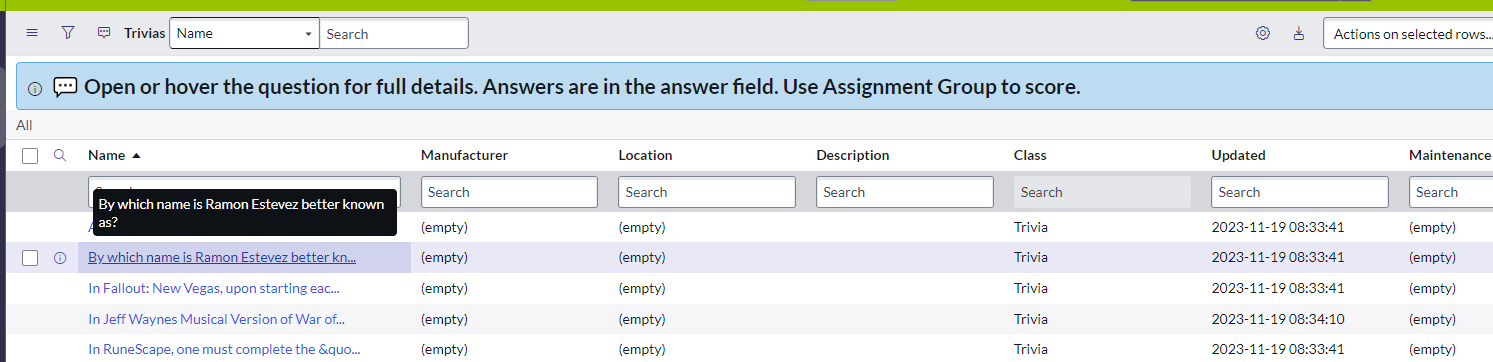 Trivias Name Search Actions on selected rows...
Open or hover the question for full details. Answers are in the answer field. Use Assignment Group to score.
All
Name Manufacturer Location Description Class Updated Maintenance
Search Search Search Search Search Search
By which name is Ramon Estevez better known
as?
(empty) (empty) Trivia 2023-11-19 08:33:41 (empty)
By which name is Ramon Estevez better kn... (empty) (empty) Trivia 2023-11-19 08:33:41 (empty)
In Fallout: New Vegas, upon starting eac... (empty) (empty) Trivia 2023-11-19 08:33:41 (empty)
In Jeff Waynes Musical Version of War of... (empty) (empty) Trivia 2023-11-19 08:34:10 (empty)
In RuneScape, one must complete the &quo... (empty) (empty) Trivia 2023-11-19 08:33:41 (empty)